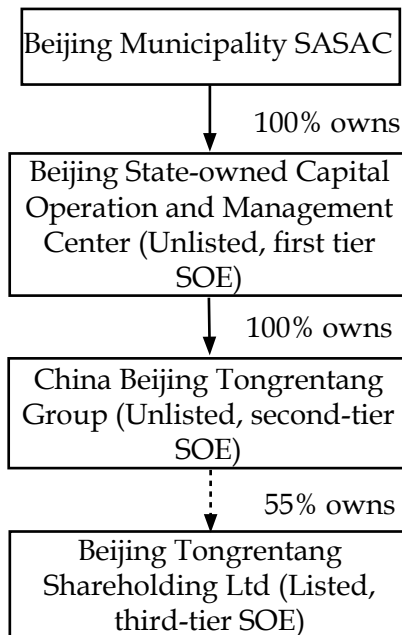 Beijing Municipality SASAC
100% owns
Beijing State-owned Capital
Operation and Management
Center (Unlisted, first tier
SOE)
100% owns
China Beijing Tongrentang
Group (Unlisted, second-tier
SOE)
55% owns
Beijing Tongrentang
Shareholding Ltd (Listed,
third-tier SOE)